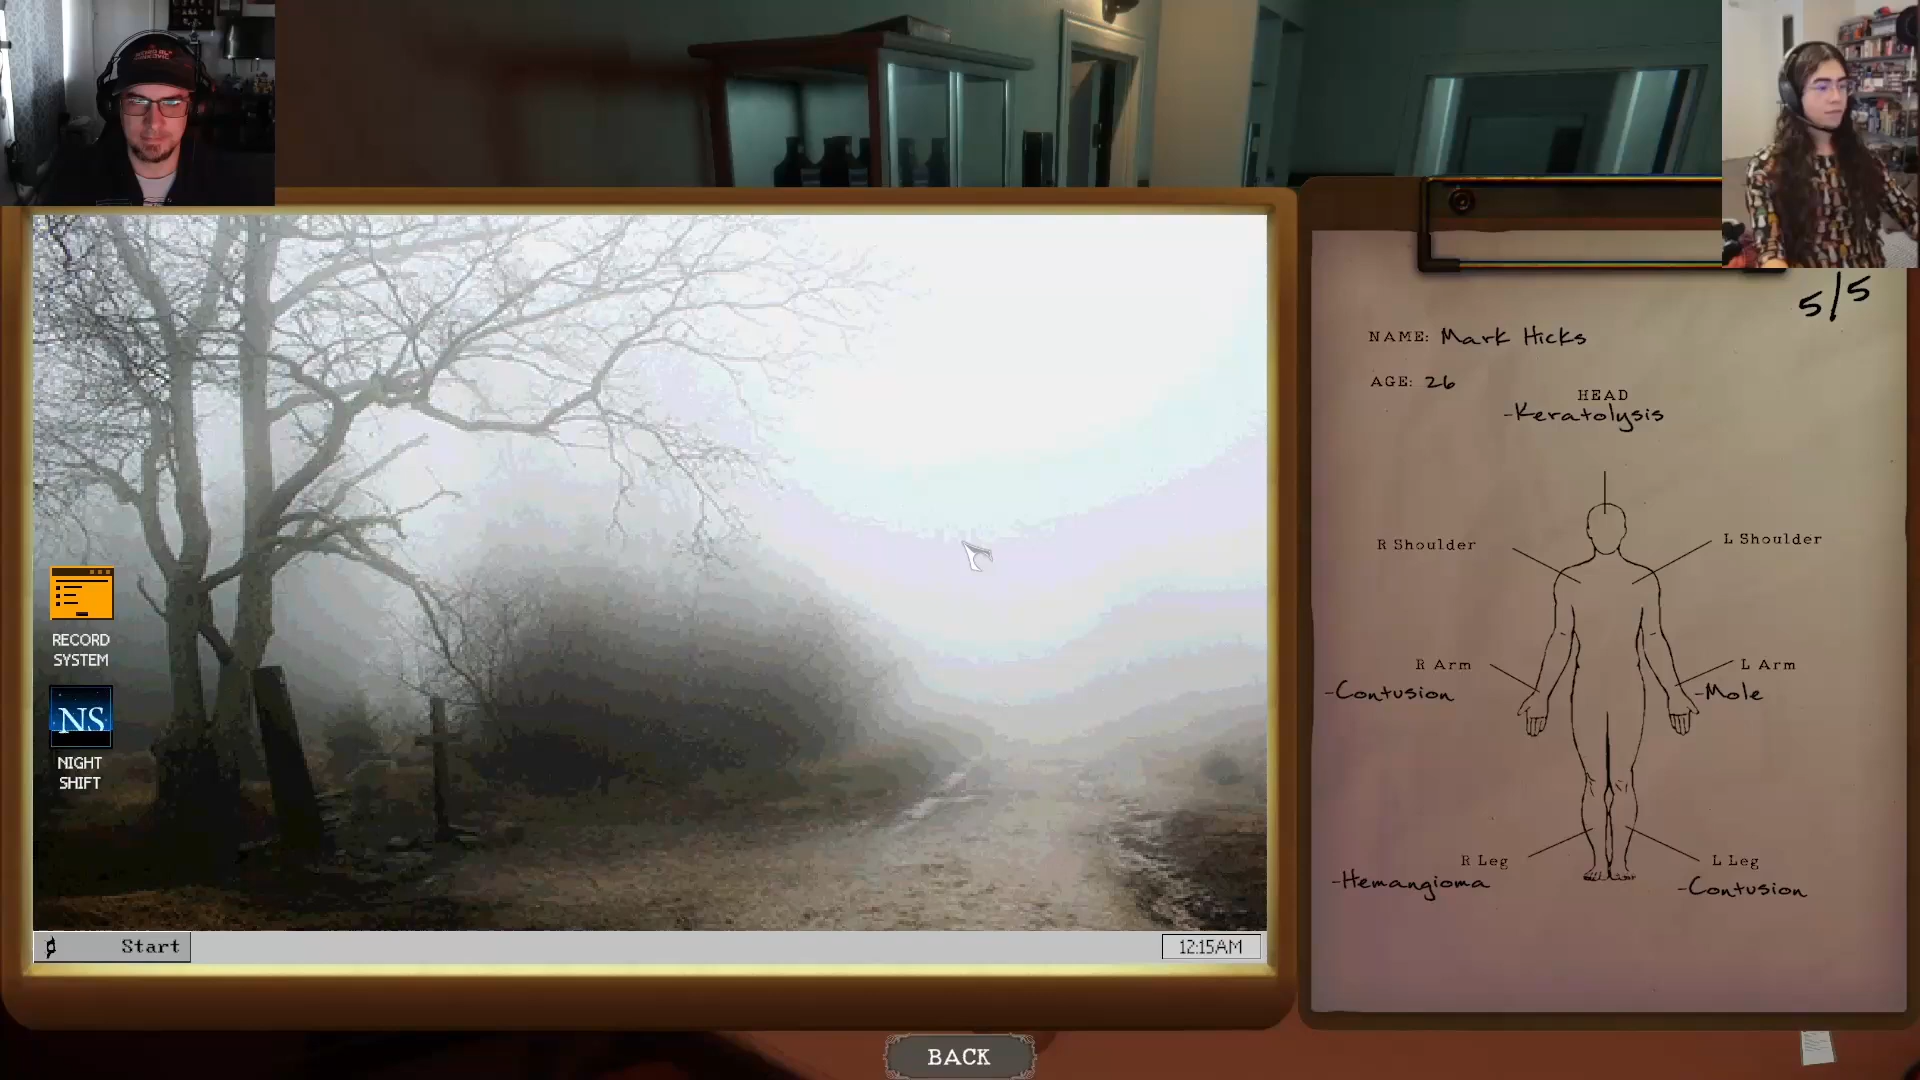 5/5
NAME: Mark Hicks
AGE: 26
HEAD
-Keratolysis
R Shoulder
L Shoulder
R Arm
-Contusion
L Arm
-Mole
R Leg
-Hemangioma
L Leg
-Contusion
RECORD
SYSTEM
NS
NIGHT
SHIFT
Start
12:15AM
BACK